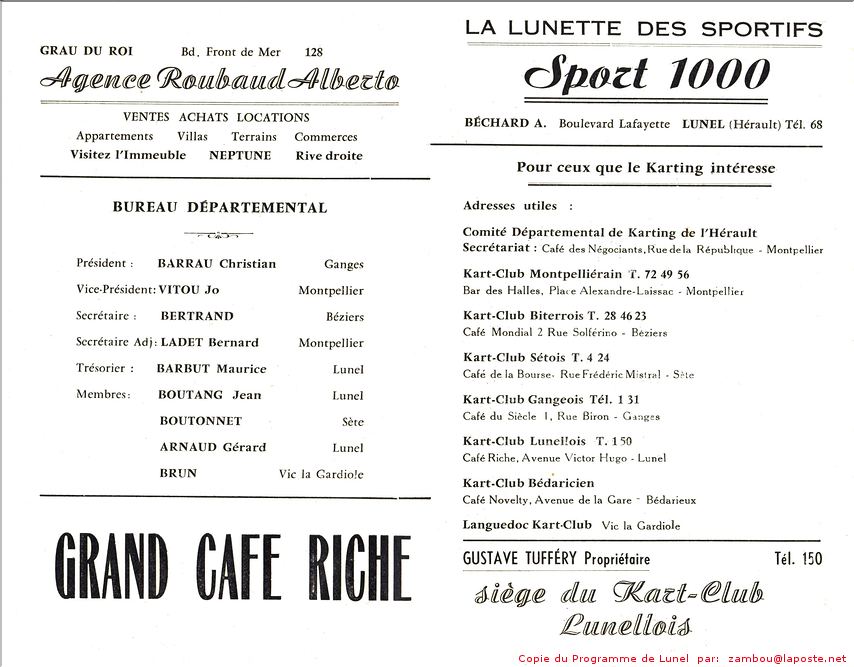 GRAU DU ROI Bd. Front de Mer 128
Agence Roubaud Alberto
VENTES ACHATS LOCATIONS
Appartements Villas Terrains Commerces
Visitez l'Immeuble NEPTUNE Rive droite
BUREAU DÉPARTEMENTAL
Président : BARRAU Christian Ganges
Vice-Président: VITOU Jo Montpellier
Secrétaire : BERTRAND Béziers
Secrétaire Adj: LADET Bernard Montpellier
Trésorier : BARBUT Maurice Lunel
Membres: BOUTANG Jean Lunel
BOUTONNET Sète
ARNAUD Gérard Lunel
BRUN Vic la Gardiole
GRAND CAFE RICHE
LA LUNETTE DES SPORTIFS
Sport 1000
BÉCHARD A. Boulevard Lafayette LUNEL (Hérault) Tél. 68
Pour ceux que le Karting intéresse
Adresses utiles :
Comité Départemental de Karting de l'Hérault
Secrétariat : Café des Négociants, Rue de la République - Montpellier
Kart-Club Montpelliérain T. 72 49 56
Bar des Halles, Place Alexandre-Laissac - Montpellier
Kart-Club Biterrois T. 28 46 23
Café Mondial 2 Rue Solférino - Béziers
Kart-Club Sétois T. 4 24
Café de la Bourse, Rue Frédéric Mistral - Sète
Kart-Club Gangeois Tél. 1 31
Café du Siècle 1, Rue Biron - Ganges
Kart-Club Lunellois T. 1 50
Café Riche, Avenue Victor Hugo - Lunel
Kart-Club Bédaricien
Café Novelty, Avenue de la Gare - Bédarieux
Languedoc Kart-Club Vic la Gardiole
GUSTAVE TUFFÉRY Propriétaire Tél. 150
siège du Kart-Club
Lunellois
Copie du Programme de Lunel par: zambou@laposte.net